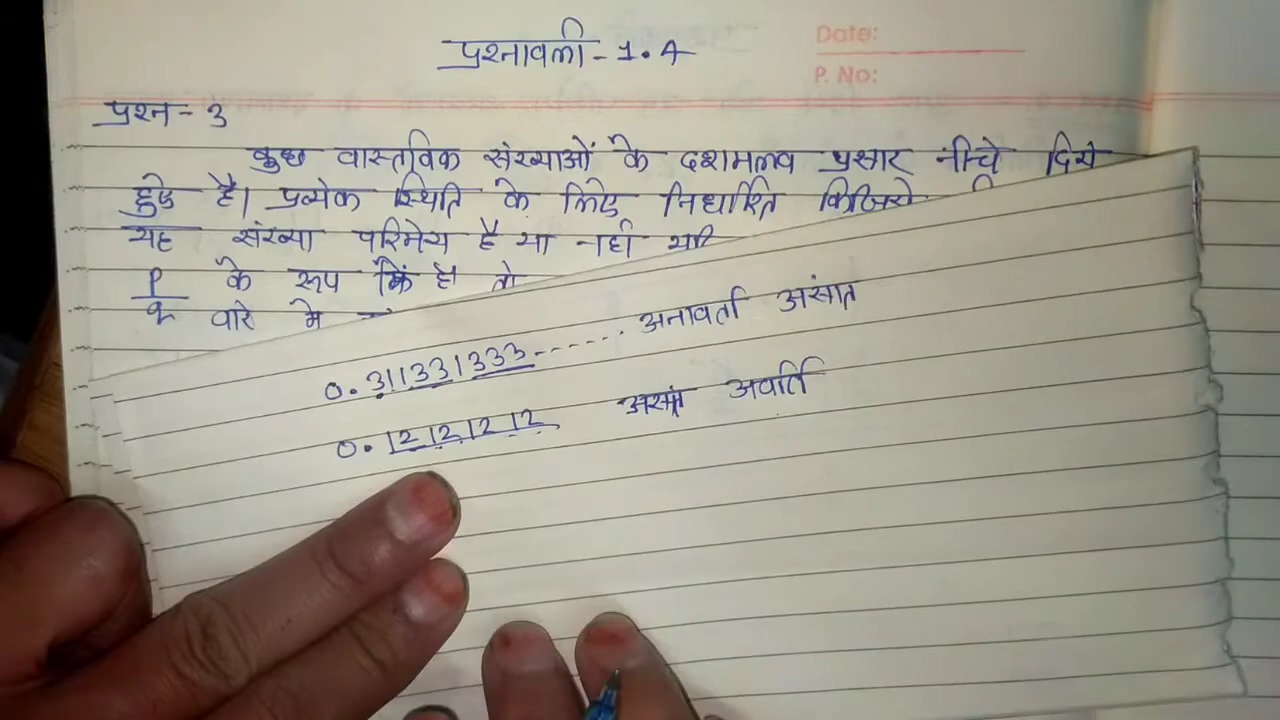 प्रश्नावली - 1.4
Date:
P. No:
प्रश्न - 3
कुछ वास्तविक संख्याओं के दशमलव प्रसार नीचे दिये
हुऐ है। प्रत्येक स्थिति के लिए निर्धारित किजिये
यह संख्या परिमेय है या नहीं
P के रूप कि है तो
q वारे मे
0.311331333------. अनावर्ता असांत
0.12121212 असांत अवर्ति